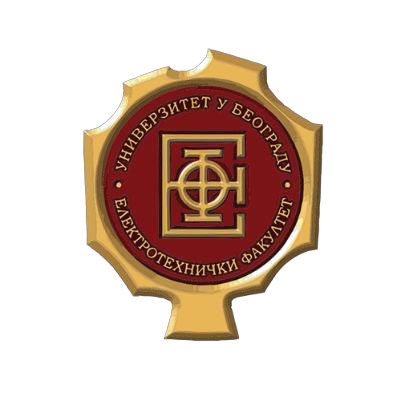 УНИВЕРЗИТЕТ У БЕОГРАДУ
ЕЛЕКТРОТЕХНИЧКИ ФАКУЛТЕТ